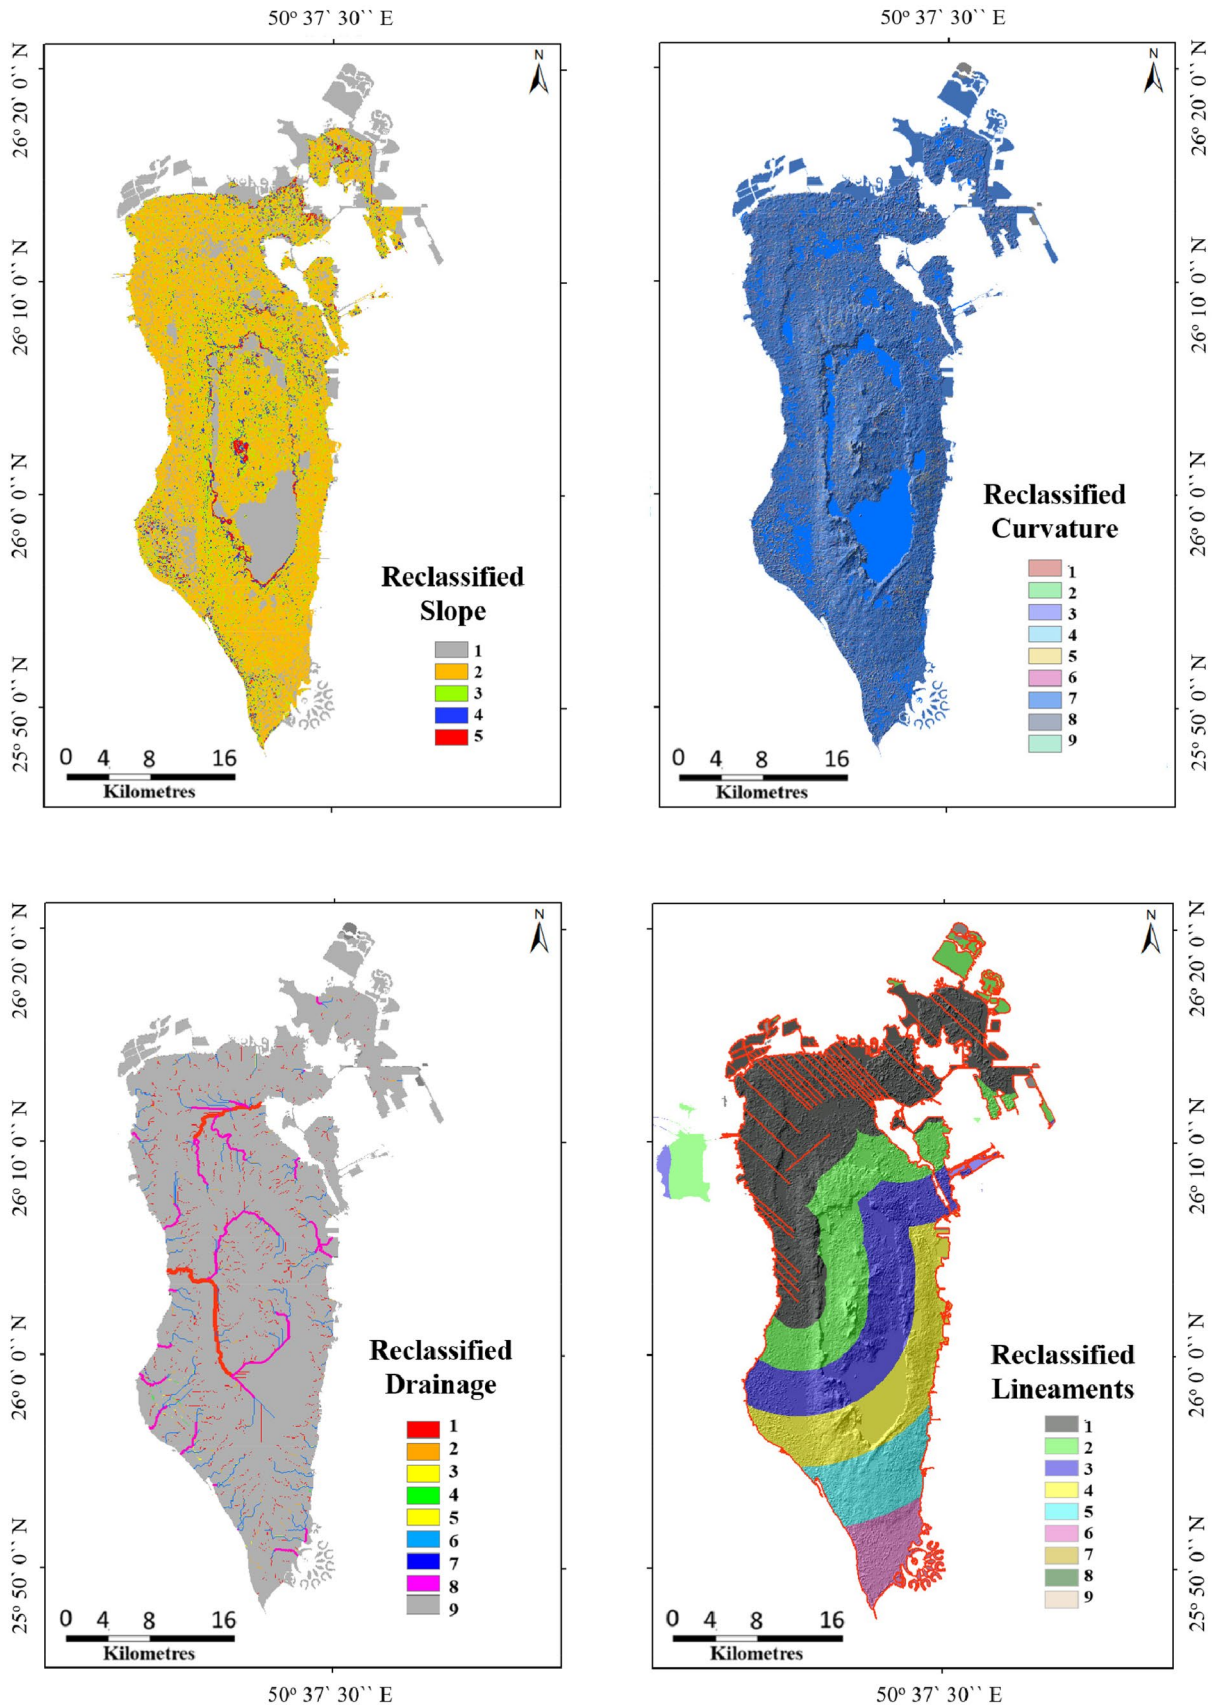 50º 37` 30`` E
50º 37` 30`` E
N
26º 20` 0`` N
26º 10` 0`` N
26º 0` 0`` N
25º 50` 0`` N
Reclassified
Slope
1
2
3
4
5
0 4 8 16
Kilometres
N
26º 20` 0`` N
26º 10` 0`` N
26º 0` 0`` N
25º 50` 0`` N
Reclassified
Curvature
1
2
3
4
5
6
7
8
9
0 4 8 16
Kilometres
N
26º 20` 0`` N
26º 10` 0`` N
26º 0` 0`` N
25º 50` 0`` N
Reclassified
Drainage
1
2
3
4
5
6
7
8
9
0 4 8 16
Kilometres
N
26º 20` 0`` N
26º 10` 0`` N
26º 0` 0`` N
25º 50` 0`` N
Reclassified
Lineaments
1
2
3
4
5
6
7
8
9
0 4 8 16
Kilometres
50º 37` 30`` E
50º 37` 30`` E